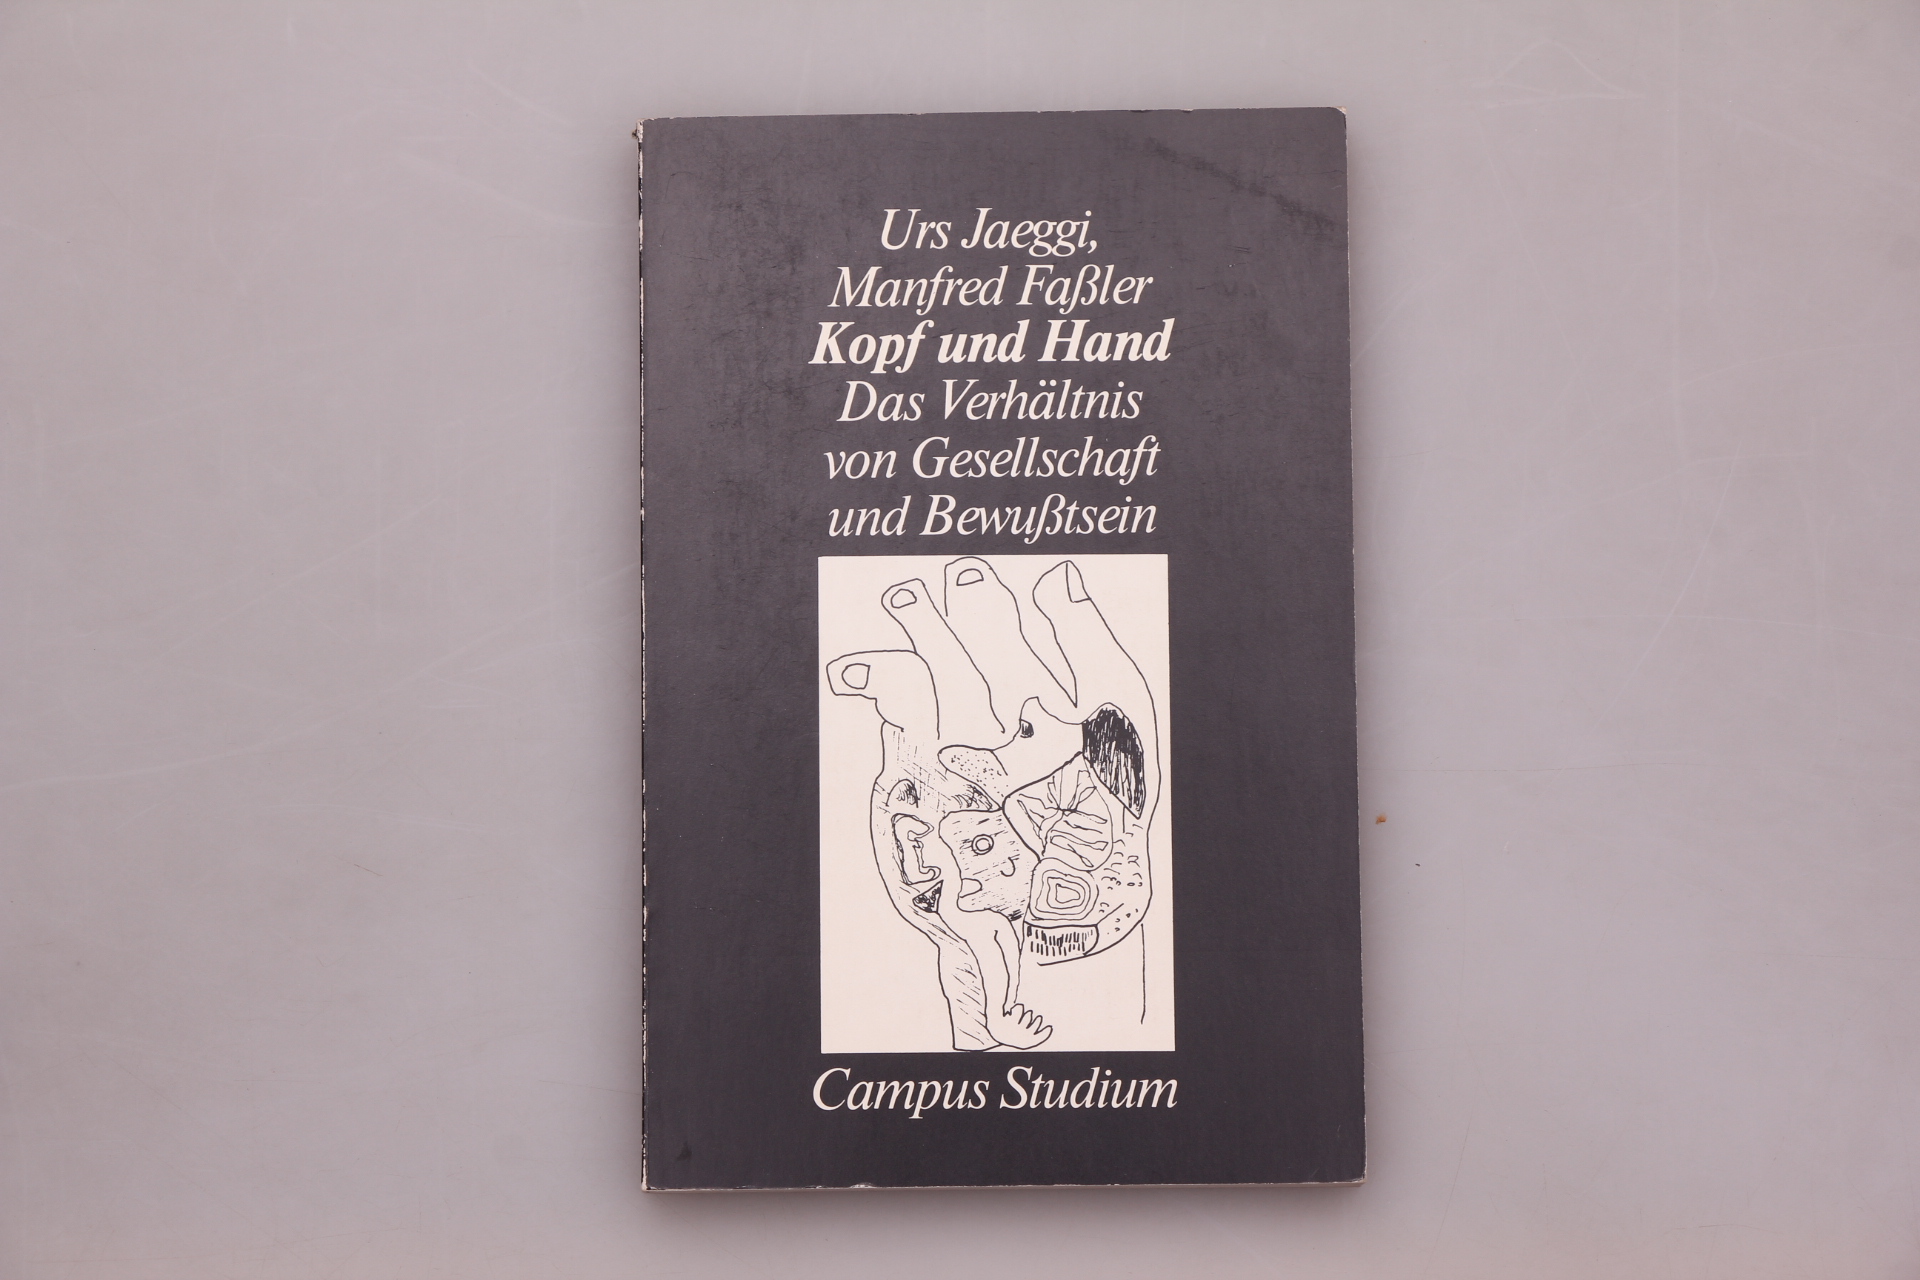 Urs Jaeggi,
Manfred Faßler
Kopf und Hand
Das Verhältnis
von Gesellschaft
und Bewußtsein
Campus Studium